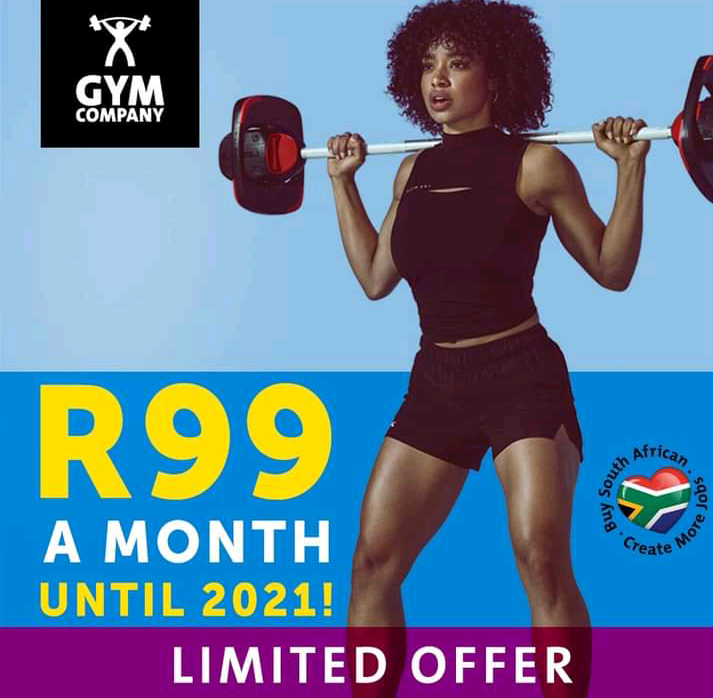 GYM
COMPANY
R99
A MONTH
UNTIL 2021!
Buy South African.
Create More Jobs.
LIMITED OFFER